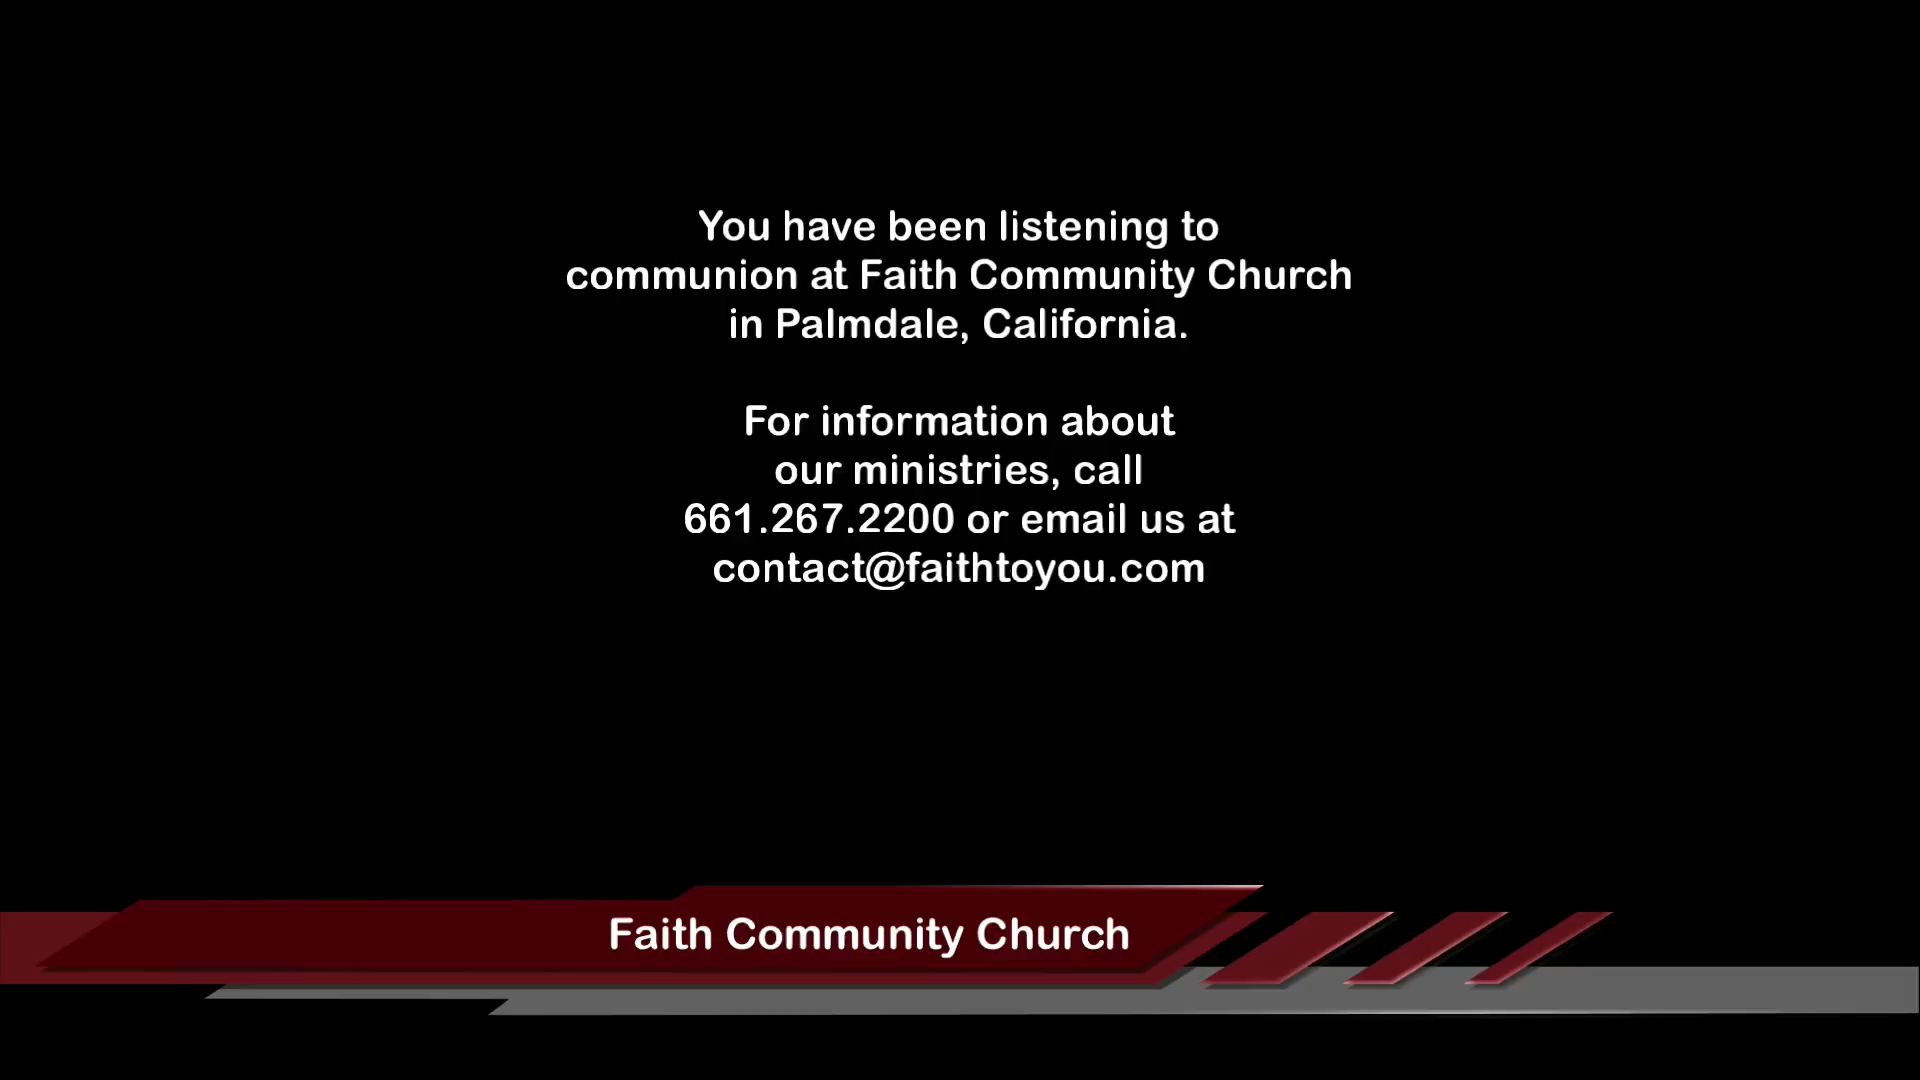 You have been listening to
communion at Faith Community Church
in Palmdale, California.
For information about
our ministries, call
661.267.2200 or email us at
contact@faithtoyou.com
Faith Community Church